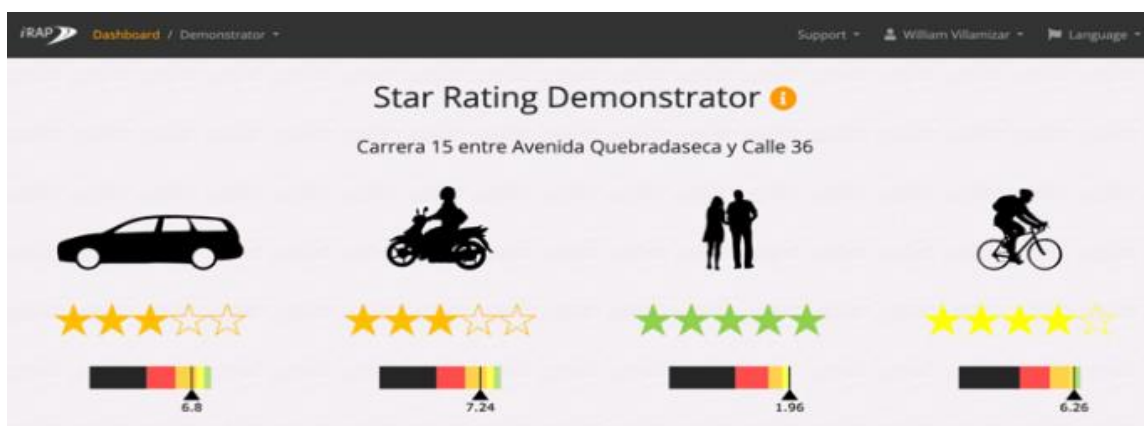 iRAP Dashboard / Demonstrator Support William Villamizar Language
Star Rating Demonstrator i
Carrera 15 entre Avenida Quebradaseca y Calle 36
6.8 7.24 1.96 6.26